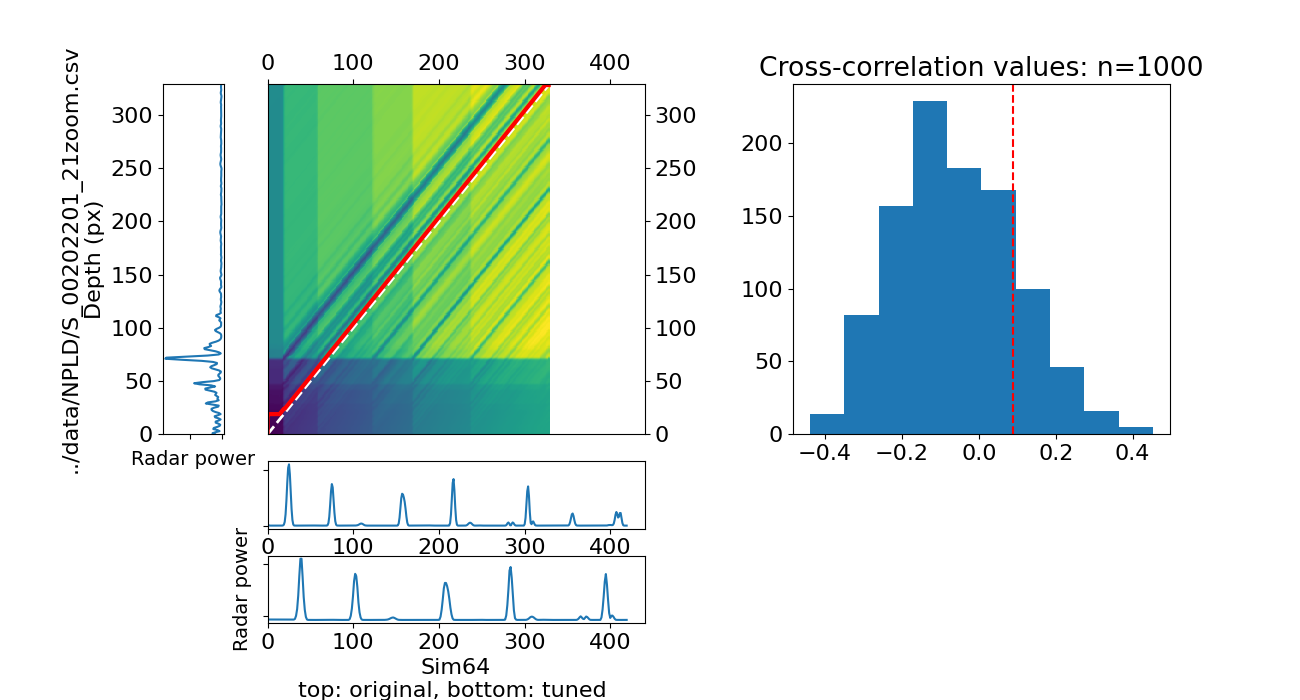 Cross-correlation values: n=1000
0 100 200 300 400
../data/NPLD/S_00202201_21zoom.csv
Depth (px)
300 250 200 150 100 50 0
300 250 200 150 100 50 0
200 150 100 50 0
−0.4 −0.2 0.0 0.2 0.4
Radar power
0 100 200 300 400
Radar power
0 100 200 300 400
Sim64
top: original, bottom: tuned